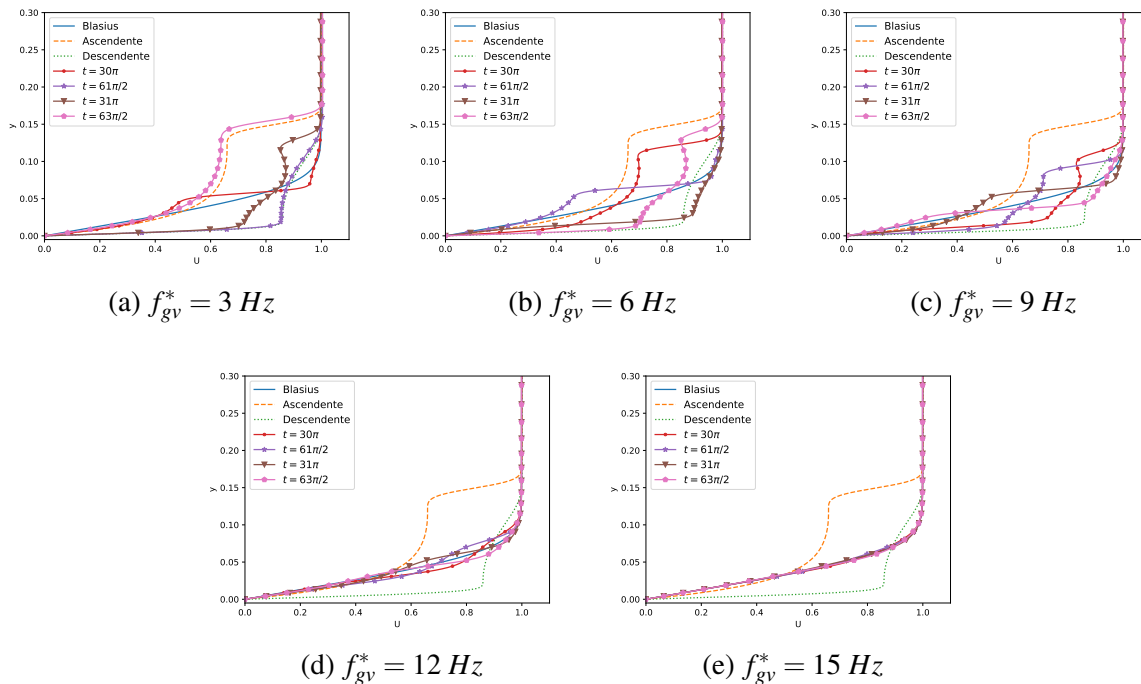 0.30
0.25
0.20
0.15
0.10
0.05
0.00
y
Blasius
Ascendente
Descendente
t = 30π
t = 61π/2
t = 31π
t = 63π/2
0.0 0.2 0.4 0.6 0.8 1.0
U
(a) f*gv = 3 Hz
0.30
0.25
0.20
0.15
0.10
0.05
0.00
y
Blasius
Ascendente
Descendente
t = 30π
t = 61π/2
t = 31π
t = 63π/2
0.0 0.2 0.4 0.6 0.8 1.0
U
(b) f*gv = 6 Hz
0.30
0.25
0.20
0.15
0.10
0.05
0.00
y
Blasius
Ascendente
Descendente
t = 30π
t = 61π/2
t = 31π
t = 63π/2
0.0 0.2 0.4 0.6 0.8 1.0
U
(c) f*gv = 9 Hz
0.30
0.25
0.20
0.15
0.10
0.05
0.00
y
Blasius
Ascendente
Descendente
t = 30π
t = 61π/2
t = 31π
t = 63π/2
0.0 0.2 0.4 0.6 0.8 1.0
U
(d) f*gv = 12 Hz
0.30
0.25
0.20
0.15
0.10
0.05
0.00
y
Blasius
Ascendente
Descendente
t = 30π
t = 61π/2
t = 31π
t = 63π/2
0.0 0.2 0.4 0.6 0.8 1.0
U
(e) f*gv = 15 Hz